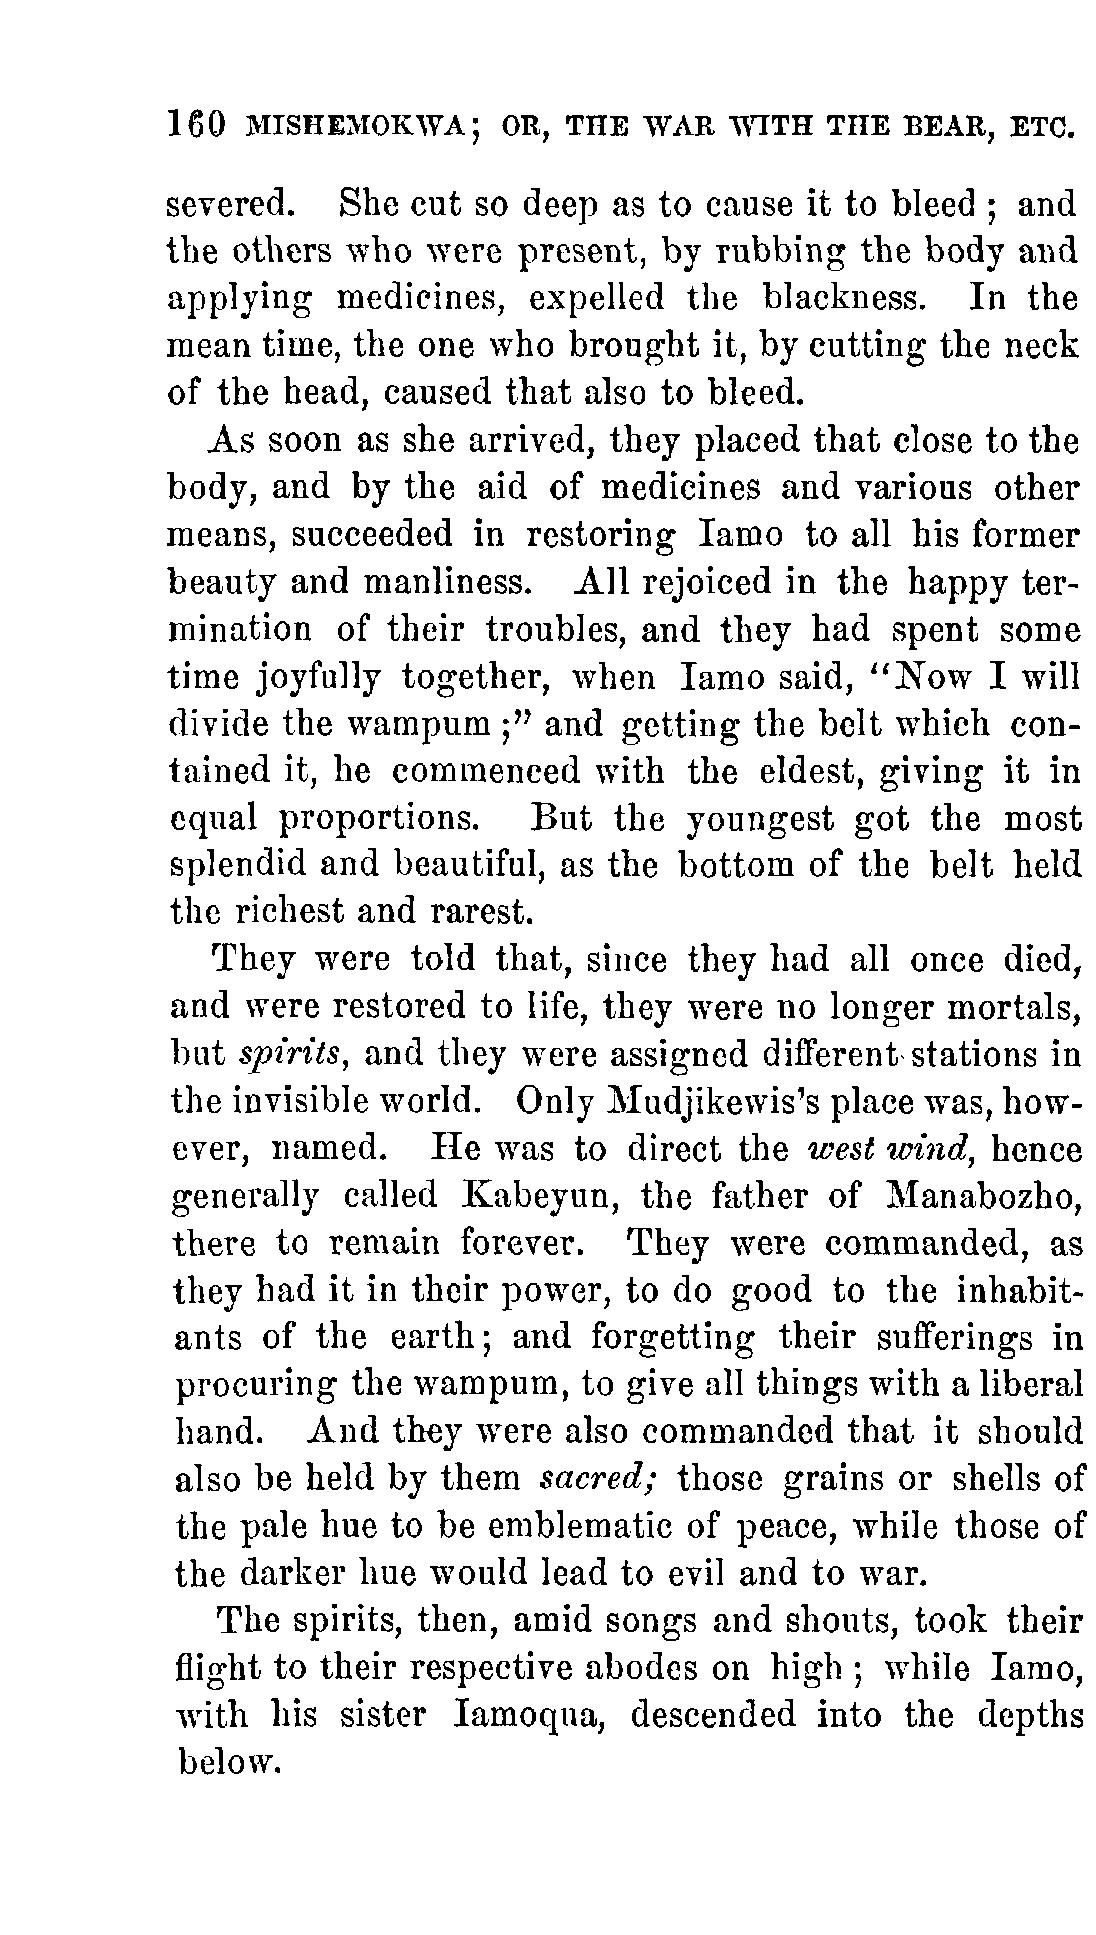 160 MISHEMOKWA; OR, THE WAR WITH THE BEAR, ETC.
severed. She cut so deep as to cause it to bleed; and
the others who were present, by rubbing the body and
applying medicines, expelled the blackness. In the
mean time, the one who brought it, by cutting the neck
of the head, caused that also to bleed.
As soon as she arrived, they placed that close to the
body, and by the aid of medicines and various other
means, succeeded in restoring Iamo to all his former
beauty and manliness. All rejoiced in the happy ter-
mination of their troubles, and they had spent some
time joyfully together, when Iamo said, "Now I will
divide the wampum;" and getting the belt which con-
tained it, he commenced with the eldest, giving it in
equal proportions. But the youngest got the most
splendid and beautiful, as the bottom of the belt held
the richest and rarest.
They were told that, since they had all once died,
and were restored to life, they were no longer mortals,
but spirits, and they were assigned different stations in
the invisible world. Only Mudjikewis's place was, how-
ever, named. He was to direct the west wind, hence
generally called Kabeyun, the father of Manabozho,
there to remain forever. They were commanded, as
they had it in their power, to do good to the inhabit-
ants of the earth; and forgetting their sufferings in
procuring the wampum, to give all things with a liberal
hand. And they were also commanded that it should
also be held by them sacred; those grains or shells of
the pale hue to be emblematic of peace, while those of
the darker hue would lead to evil and to war.
The spirits, then, amid songs and shouts, took their
flight to their respective abodes on high; while Iamo,
with his sister Iamoqua, descended into the depths
below.